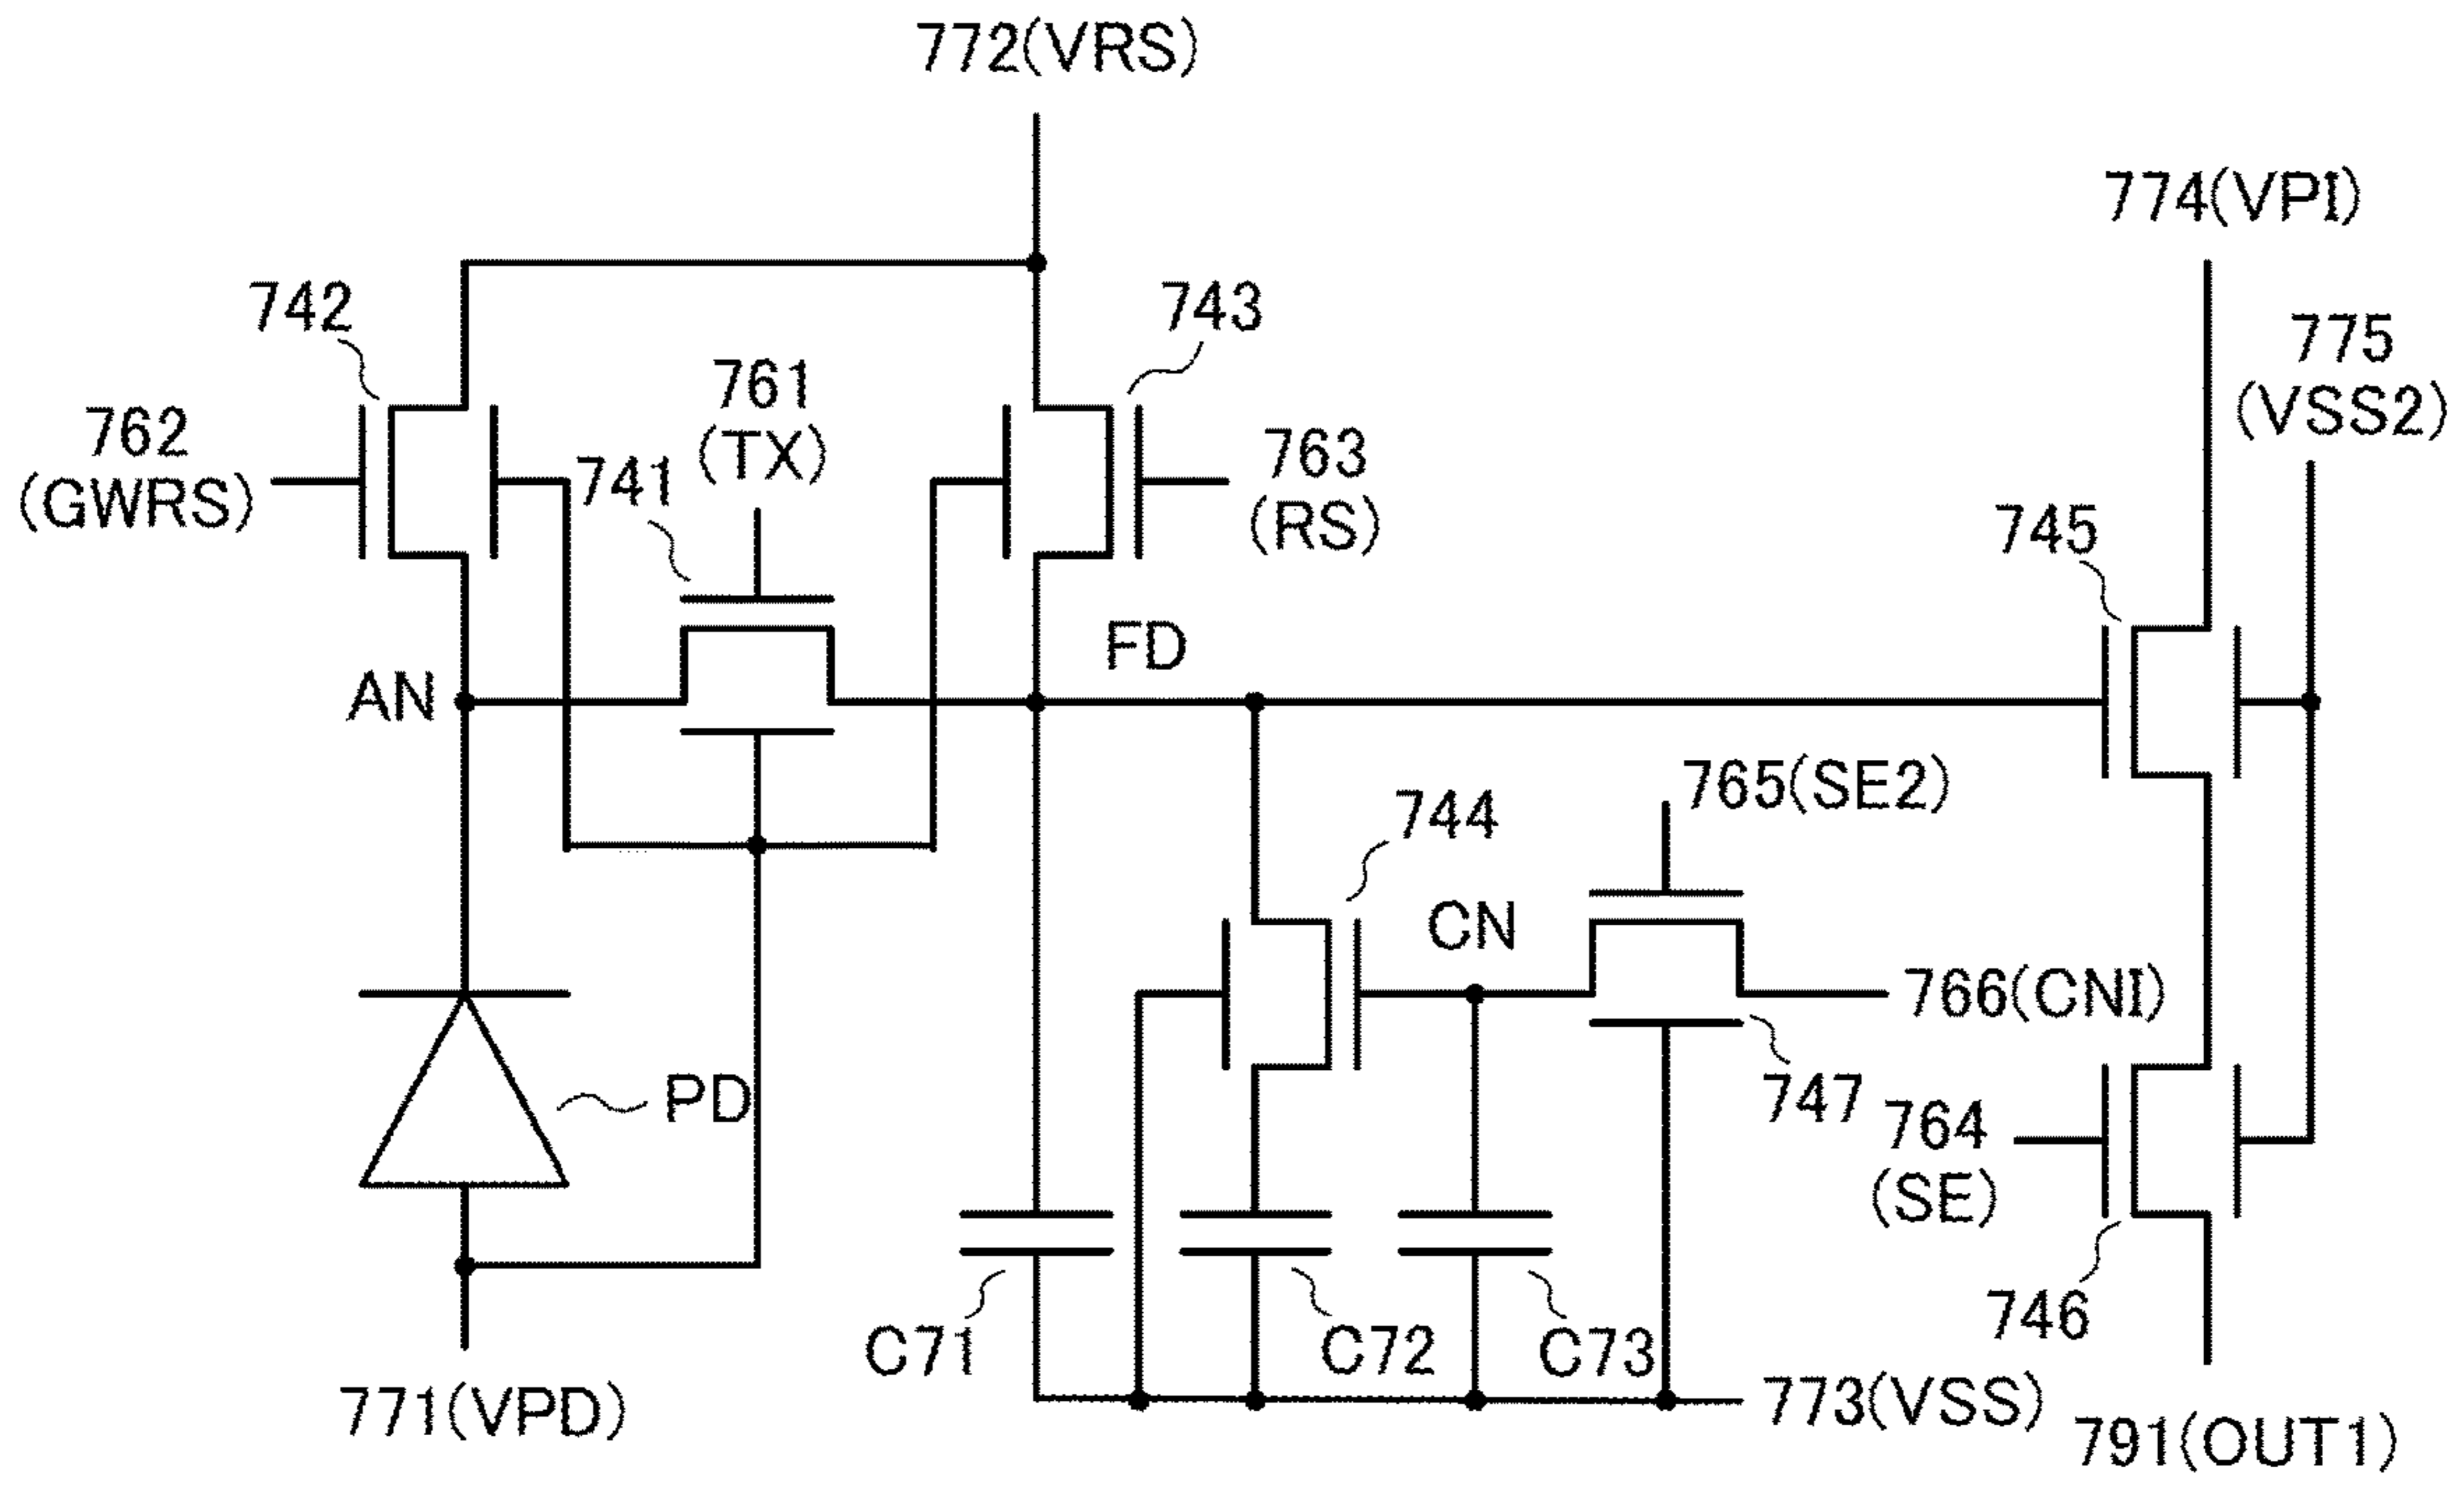 772(VRS)
774(VPI)
742
743
775
(VSS2)
761
(TX)
762
(GWRS)
741
763
(RS)
745
FD
AN
765(SE2)
744
CN
766(CNI)
PD
747
764
(SE)
746
C71
C72
C73
771(VPD)
773(VSS)
791(OUT1)